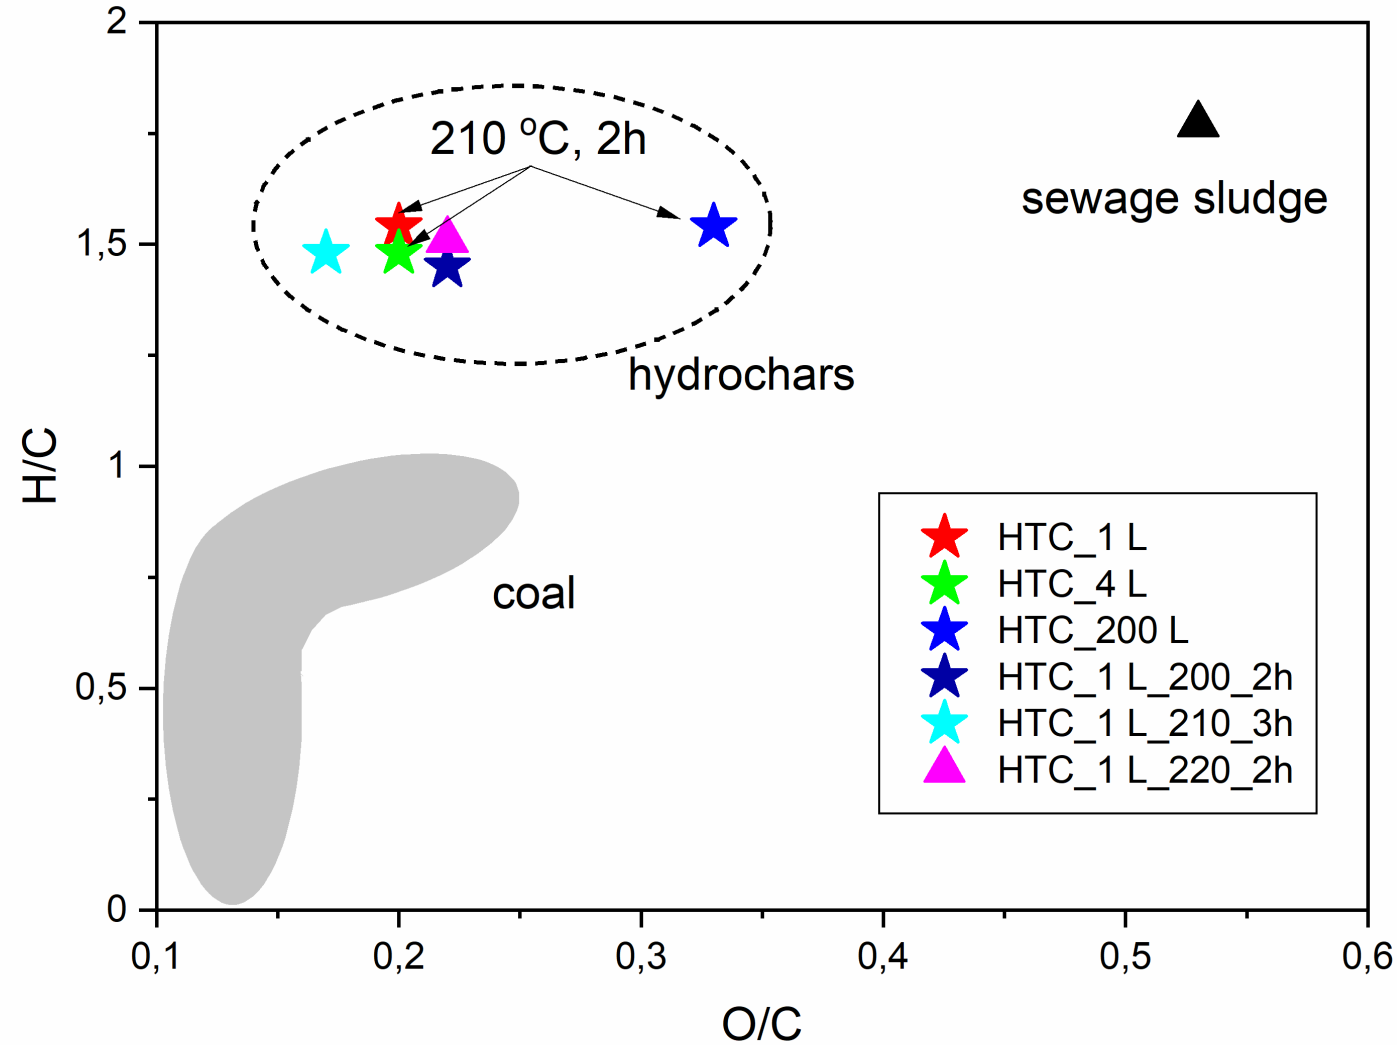 2
1,5
1
0,5
0
H/C
210 °C, 2h
sewage sludge
hydrochars
coal
HTC_1 L
HTC_4 L
HTC_200 L
HTC_1 L_200_2h
HTC_1 L_210_3h
HTC_1 L_220_2h
0,1 0,2 0,3 0,4 0,5 0,6
O/C